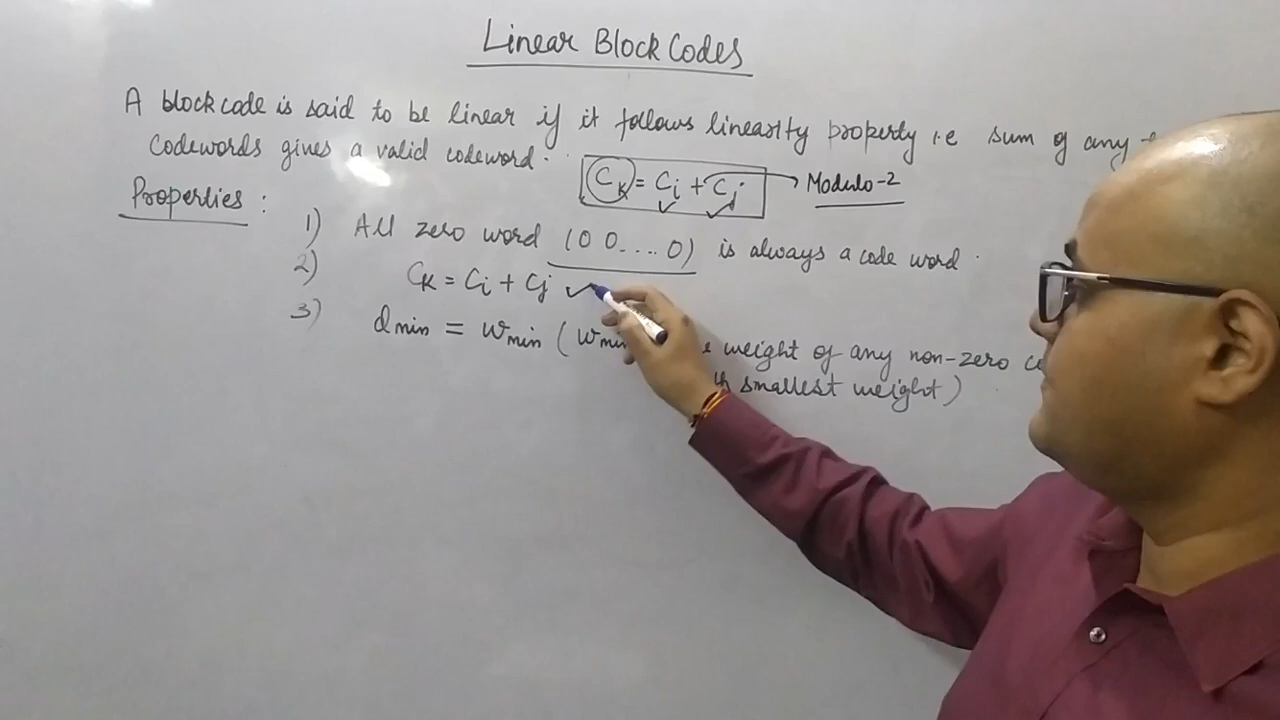 Linear Block Codes
A block code is said to be linear if it follows linearity property i.e sum of any
codewords gives a valid codeword.
Ck = Ci + Cj Modulo-2
Properties :
1) All zero word (0 0....0) is always a code word.
2) Ck = Ci + Cj ✓
3) dmin = wmin ( weight of any non-zero
smallest weight)